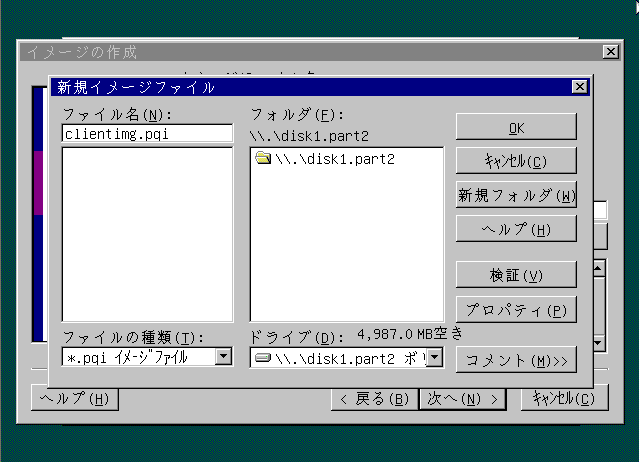 イメージの作成
新規イメージファイル
ファイル名(N):
clientimg.pqi
フォルダ(F):
\\.\disk1.part2
\\.\disk1.part2
OK
ｷｬﾝｾﾙ(C)
新規フォルダ(W)
ヘルプ(H)
検証(V)
プロパティ(P)
コメント(M)>>
ファイルの種類(T):
*.pqi ｲﾒｰｼﾞﾌｧｲﾙ
ドライブ(D): 4,987.0 MB空き
\\.\disk1.part2 ボリ
ヘルプ(H)
< 戻る(B)
次へ(N) >
ｷｬﾝｾﾙ(C)